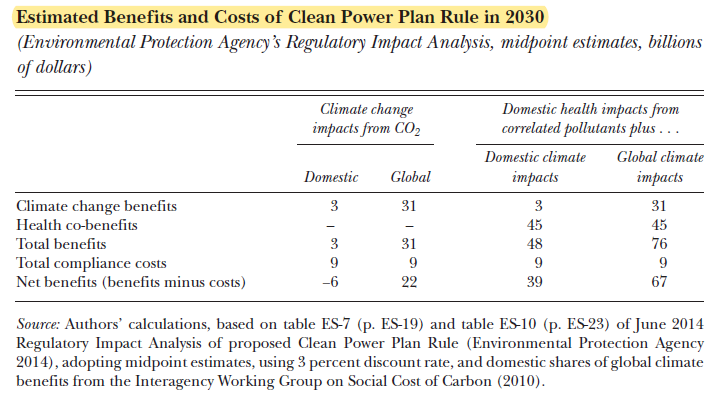 Estimated Benefits and Costs of Clean Power Plan Rule in 2030
(Environmental Protection Agency's Regulatory Impact Analysis, midpoint estimates, billions
of dollars)
Climate change
impacts from CO₂
Domestic health impacts from
correlated pollutants plus . . .
Domestic Global
Domestic climate
impacts
Global climate
impacts
Climate change benefits 3 31 3 31
Health co-benefits – – 45 45
Total benefits 3 31 48 76
Total compliance costs 9 9 9 9
Net benefits (benefits minus costs) –6 22 39 67
Source: Authors' calculations, based on table ES-7 (p. ES-19) and table ES-10 (p. ES-23) of June 2014
Regulatory Impact Analysis of proposed Clean Power Plan Rule (Environmental Protection Agency
2014), adopting midpoint estimates, using 3 percent discount rate, and domestic shares of global climate
benefits from the Interagency Working Group on Social Cost of Carbon (2010).